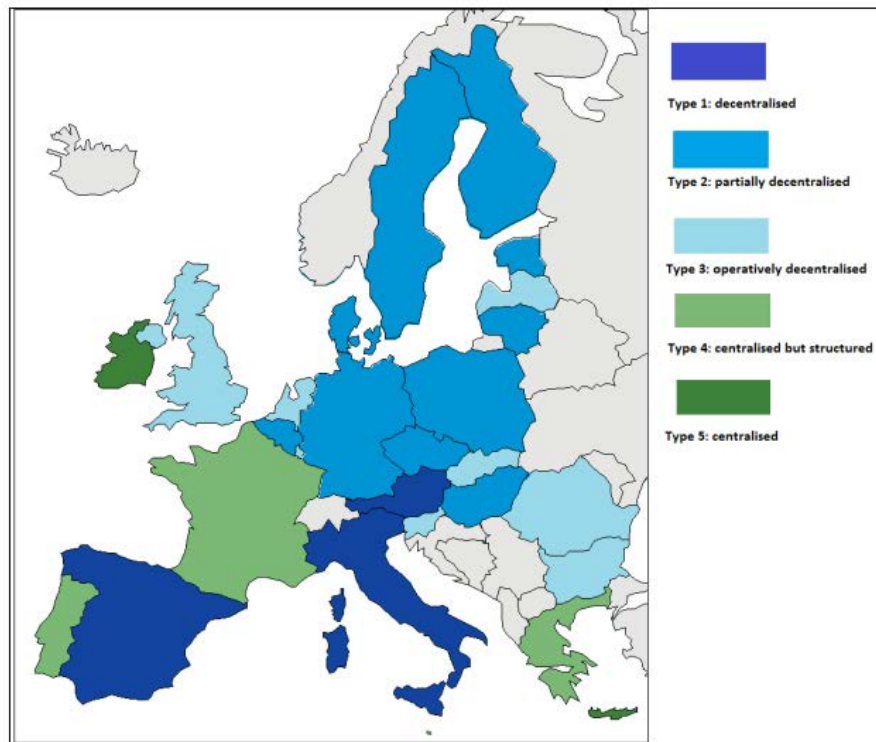 Type 1: decentralised
Type 2: partially decentralised
Type 3: operatively decentralised
Type 4: centralised but structured
Type 5: centralised